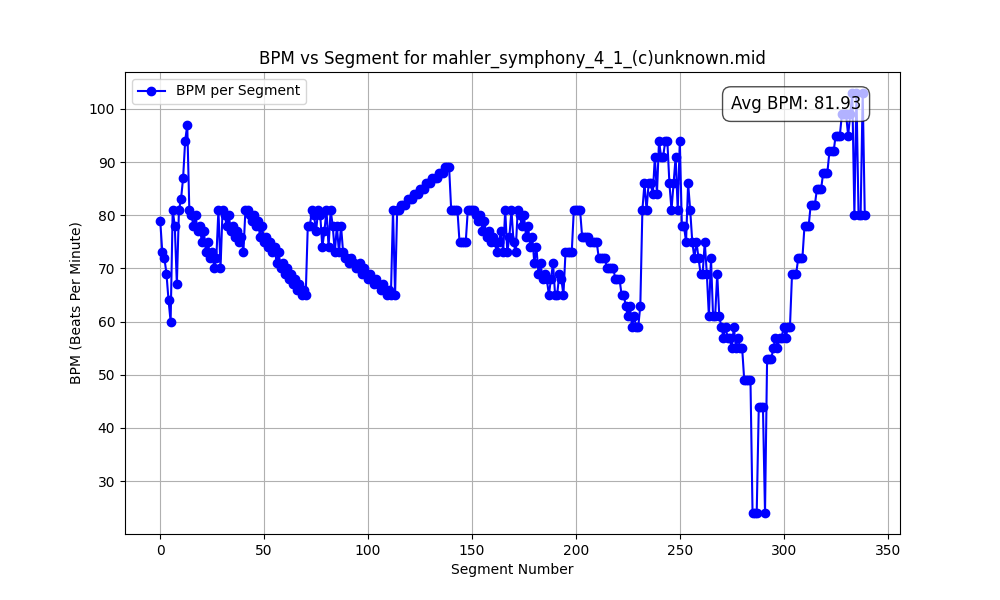 BPM vs Segment for mahler_symphony_4_1_(c)unknown.mid
BPM per Segment
Avg BPM: 81.93
BPM (Beats Per Minute)
100
90
80
70
60
50
40
30
0 50 100 150 200 250 300 350
Segment Number